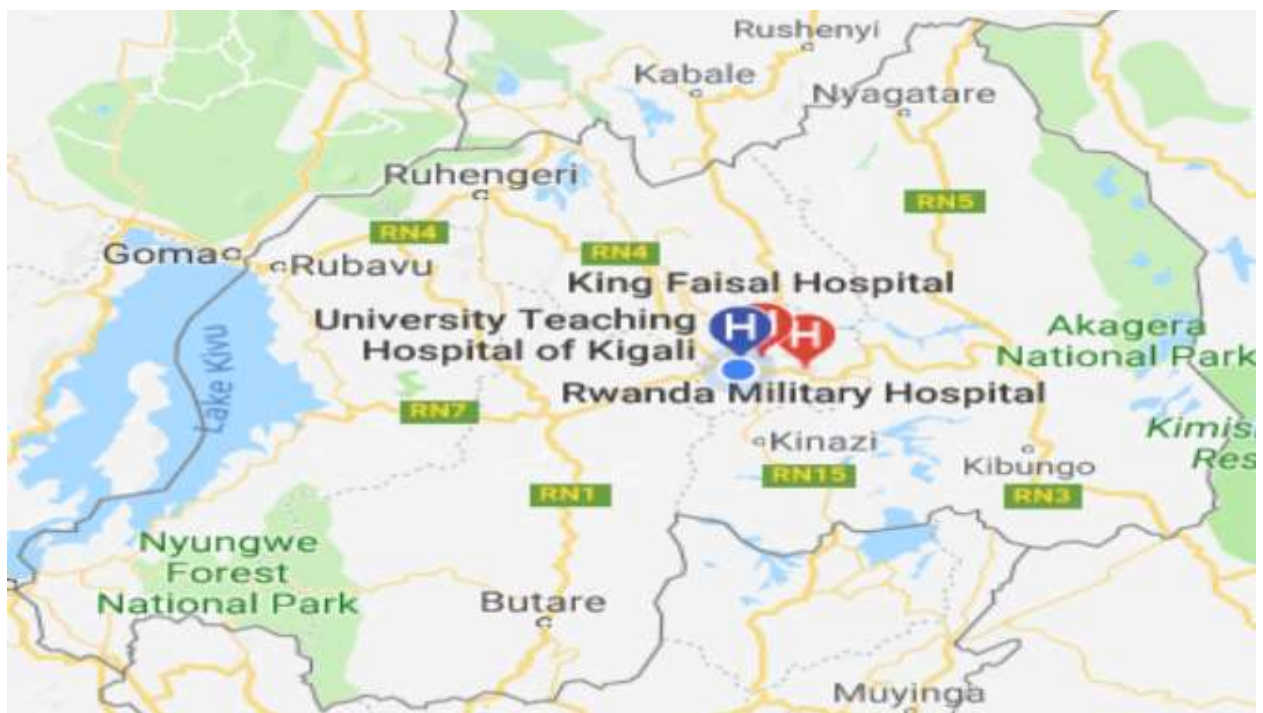 Rushenyi
Kabale
Nyagatare
Ruhengeri
RN5
RN4
Goma
Rubavu
RN4
King Faisal Hospital
University Teaching
Hospital of Kigali
H
H
Akagera
National Park
Lake Kivu
Rwanda Military Hospital
RN7
Kinazi
Kibungo
RN15
RN1
RN3
Nyungwe
Forest
National Park
Butare
Muyinga